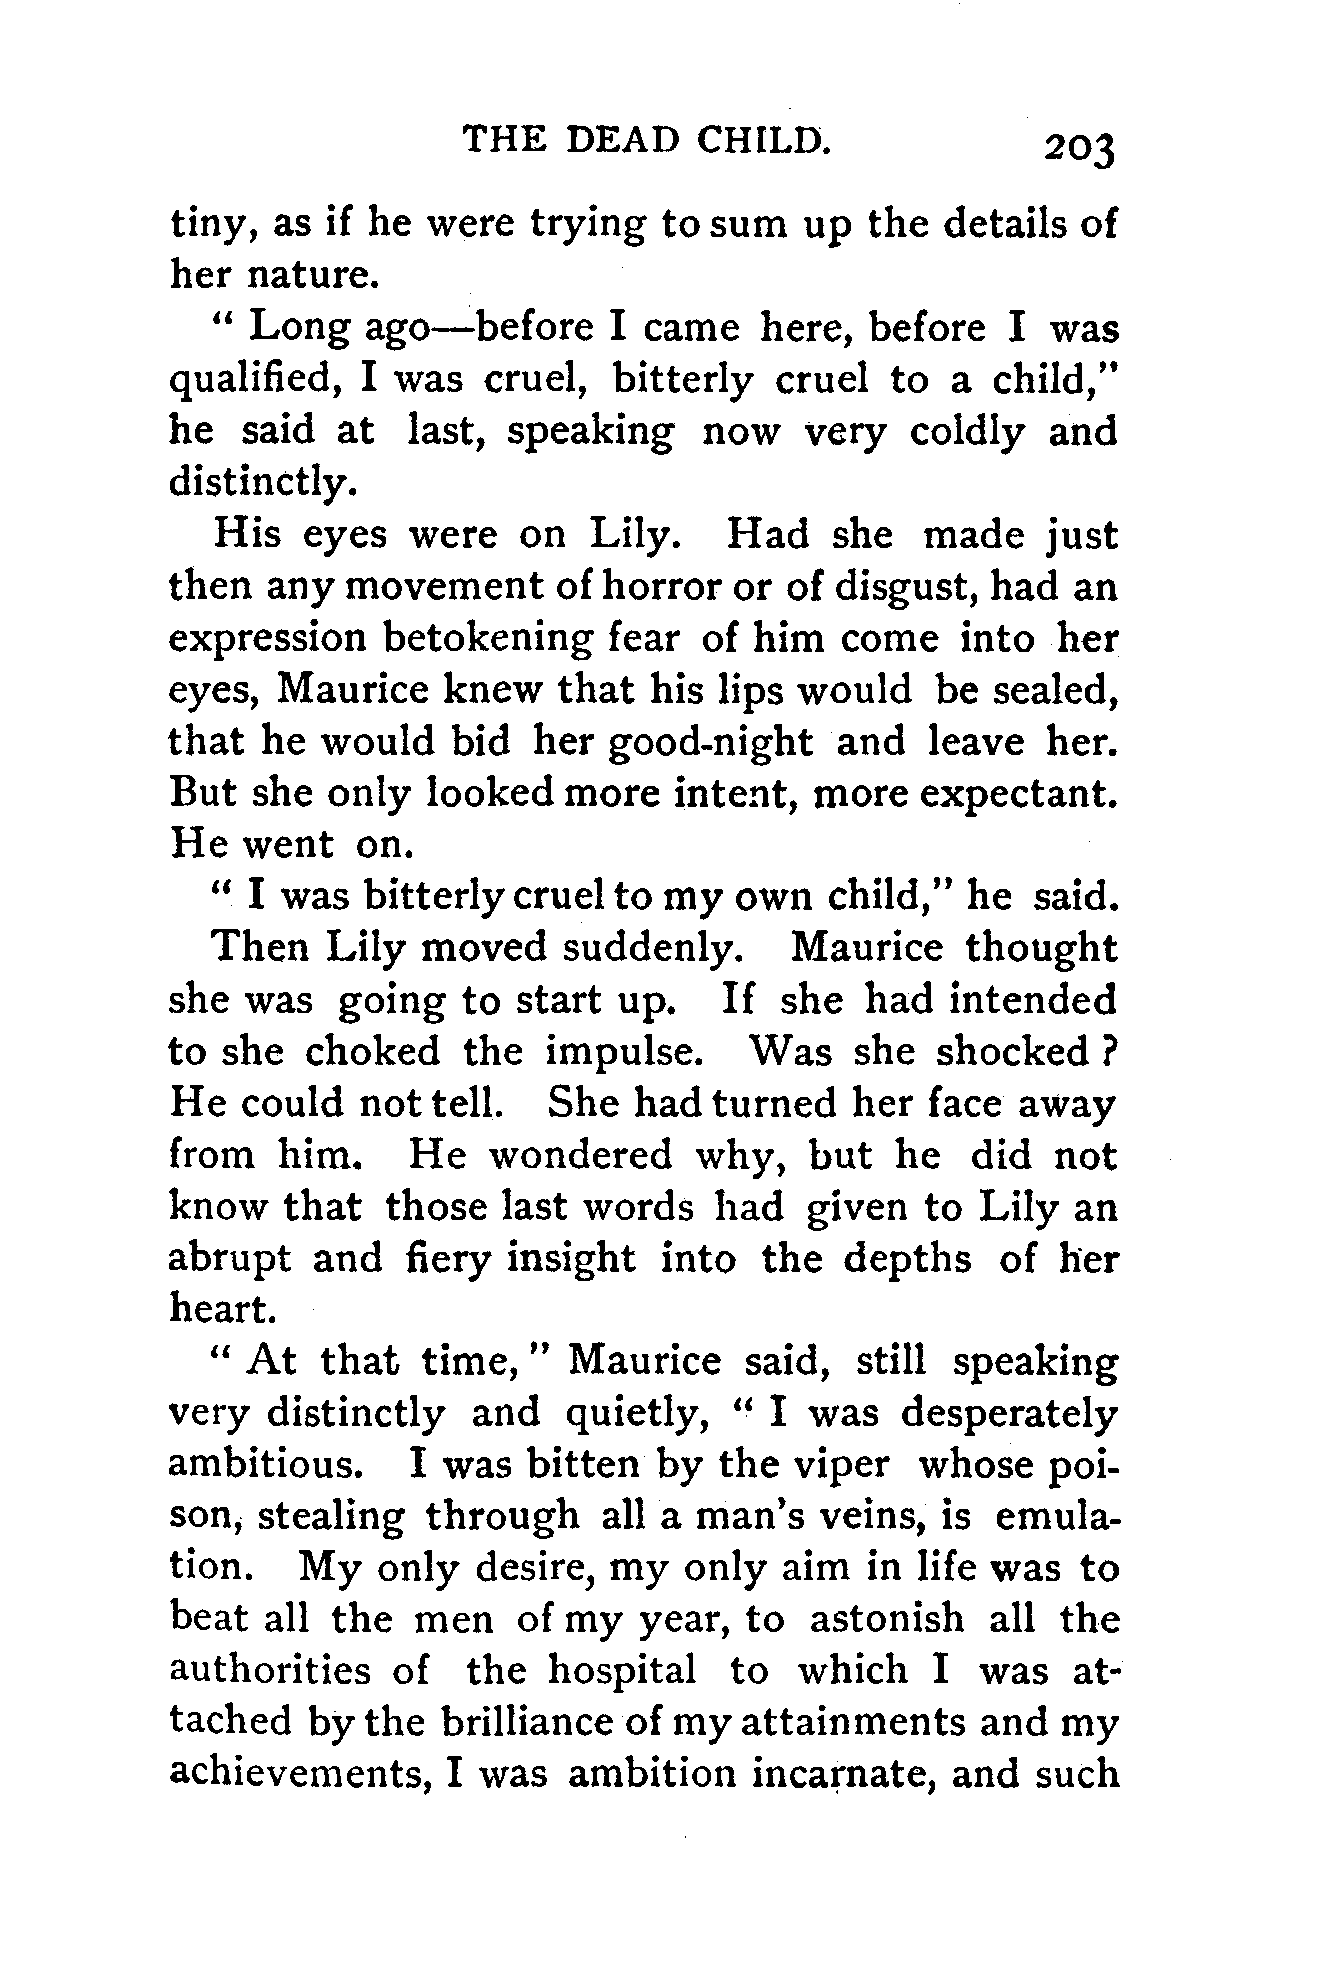 THE DEAD CHILD. 203
tiny, as if he were trying to sum up the details of
her nature.
" Long ago—before I came here, before I was
qualified, I was cruel, bitterly cruel to a child,"
he said at last, speaking now very coldly and
distinctly.
His eyes were on Lily. Had she made just
then any movement of horror or of disgust, had an
expression betokening fear of him come into her
eyes, Maurice knew that his lips would be sealed,
that he would bid her good-night and leave her.
But she only looked more intent, more expectant.
He went on.
" I was bitterly cruel to my own child," he said.
Then Lily moved suddenly. Maurice thought
she was going to start up. If she had intended
to she choked the impulse. Was she shocked ?
He could not tell. She had turned her face away
from him. He wondered why, but he did not
know that those last words had given to Lily an
abrupt and fiery insight into the depths of her
heart.
" At that time, " Maurice said, still speaking
very distinctly and quietly, " I was desperately
ambitious. I was bitten by the viper whose poi-
son, stealing through all a man's veins, is emula-
tion. My only desire, my only aim in life was to
beat all the men of my year, to astonish all the
authorities of the hospital to which I was at-
tached by the brilliance of my attainments and my
achievements, I was ambition incarnate, and such